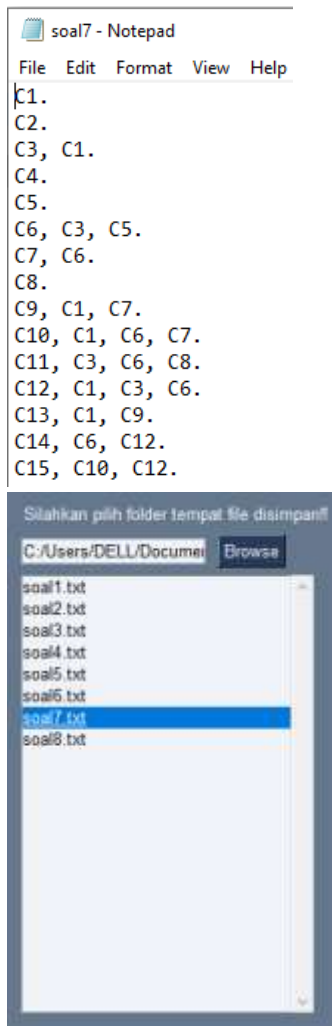 soal7 - Notepad
File Edit Format View Help
C1.
C2.
C3, C1.
C4.
C5.
C6, C3, C5.
C7, C6.
C8.
C9, C1, C7.
C10, C1, C6, C7.
C11, C3, C6, C8.
C12, C1, C3, C6.
C13, C1, C9.
C14, C6, C12.
C15, C10, C12.
Silahkan pilih folder tempat file disimpan!!
C:/Users/DELL/Documei Browse
soal1.txt
soal2.txt
soal3.txt
soal4.txt
soal5.txt
soal6.txt
soal7.txt
soal8.txt